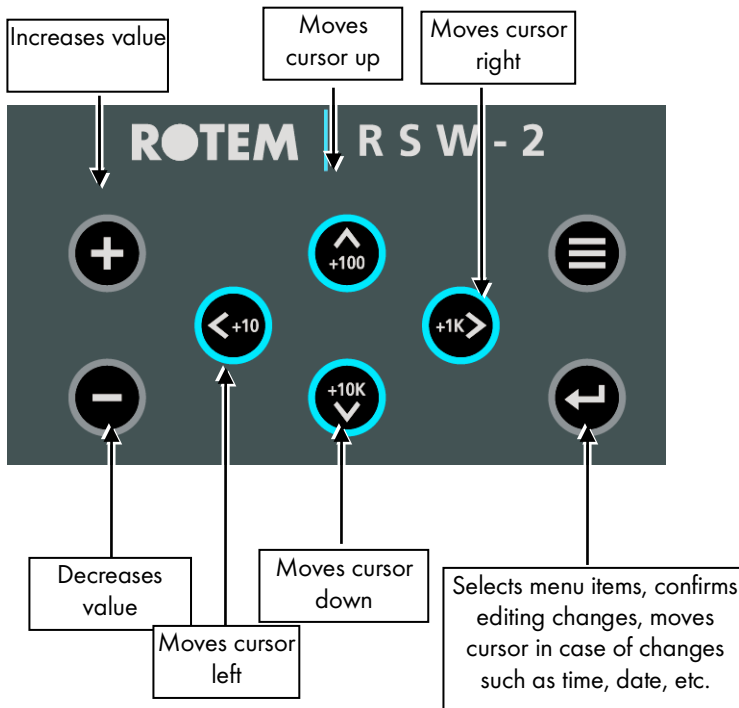 Increases value
Moves
cursor up
Moves cursor
right
ROTEM RSW-2
+100
+10
+1K
+10K
Decreases
value
Moves cursor
left
Moves cursor
down
Selects menu items, confirms
editing changes, moves
cursor in case of changes
such as time, date, etc.